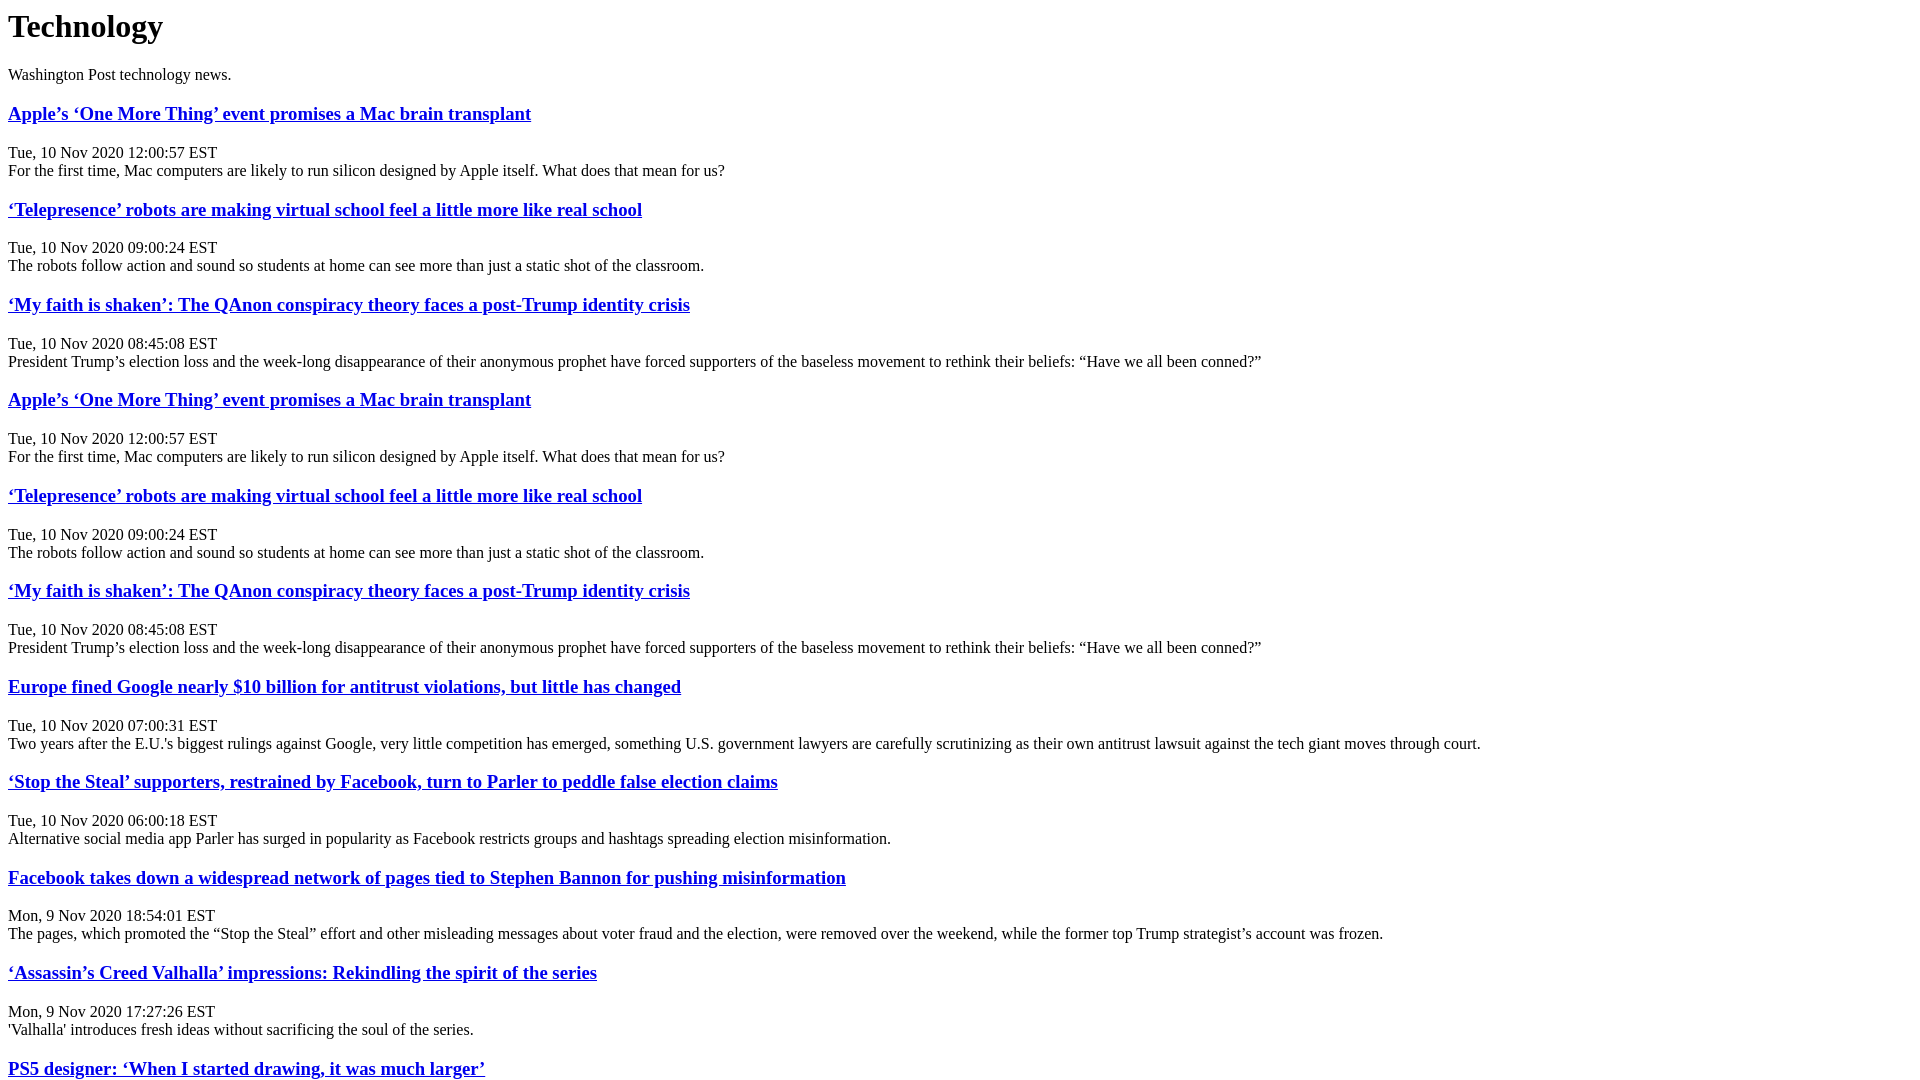 Technology
Washington Post technology news.
Apple’s ‘One More Thing’ event promises a Mac brain transplant
Tue, 10 Nov 2020 12:00:57 EST
For the first time, Mac computers are likely to run silicon designed by Apple itself. What does that mean for us?
‘Telepresence’ robots are making virtual school feel a little more like real school
Tue, 10 Nov 2020 09:00:24 EST
The robots follow action and sound so students at home can see more than just a static shot of the classroom.
‘My faith is shaken’: The QAnon conspiracy theory faces a post-Trump identity crisis
Tue, 10 Nov 2020 08:45:08 EST
President Trump’s election loss and the week-long disappearance of their anonymous prophet have forced supporters of the baseless movement to rethink their beliefs: “Have we all been conned?”
Apple’s ‘One More Thing’ event promises a Mac brain transplant
Tue, 10 Nov 2020 12:00:57 EST
For the first time, Mac computers are likely to run silicon designed by Apple itself. What does that mean for us?
‘Telepresence’ robots are making virtual school feel a little more like real school
Tue, 10 Nov 2020 09:00:24 EST
The robots follow action and sound so students at home can see more than just a static shot of the classroom.
‘My faith is shaken’: The QAnon conspiracy theory faces a post-Trump identity crisis
Tue, 10 Nov 2020 08:45:08 EST
President Trump’s election loss and the week-long disappearance of their anonymous prophet have forced supporters of the baseless movement to rethink their beliefs: “Have we all been conned?”
Europe fined Google nearly $10 billion for antitrust violations, but little has changed
Tue, 10 Nov 2020 07:00:31 EST
Two years after the E.U.'s biggest rulings against Google, very little competition has emerged, something U.S. government lawyers are carefully scrutinizing as their own antitrust lawsuit against the tech giant moves through court.
‘Stop the Steal’ supporters, restrained by Facebook, turn to Parler to peddle false election claims
Tue, 10 Nov 2020 06:00:18 EST
Alternative social media app Parler has surged in popularity as Facebook restricts groups and hashtags spreading election misinformation.
Facebook takes down a widespread network of pages tied to Stephen Bannon for pushing misinformation
Mon, 9 Nov 2020 18:54:01 EST
The pages, which promoted the “Stop the Steal” effort and other misleading messages about voter fraud and the election, were removed over the weekend, while the former top Trump strategist’s account was frozen.
‘Assassin’s Creed Valhalla’ impressions: Rekindling the spirit of the series
Mon, 9 Nov 2020 17:27:26 EST
'Valhalla' introduces fresh ideas without sacrificing the soul of the series.
PS5 designer: ‘When I started drawing, it was much larger’